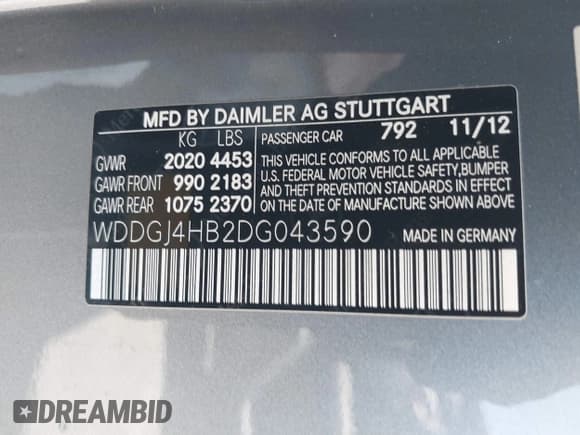 MFD BY DAIMLER AG STUTTGART
KG LBS PASSENGER CAR 792 11/12
GVWR 2020 4453 THIS VEHICLE CONFORMS TO ALL APPLICABLE
U.S. FEDERAL MOTOR VEHICLE SAFETY,BUMPER
GAWR FRONT 990 2183 AND THEFT PREVENTION STANDARDS IN EFFECT
GAWR REAR 1075 2370 ON THE DATE OF MANUFACTURE SHOWN ABOVE
WDDGJ4HB2DG043590 MADE IN GERMANY
DREAMBID